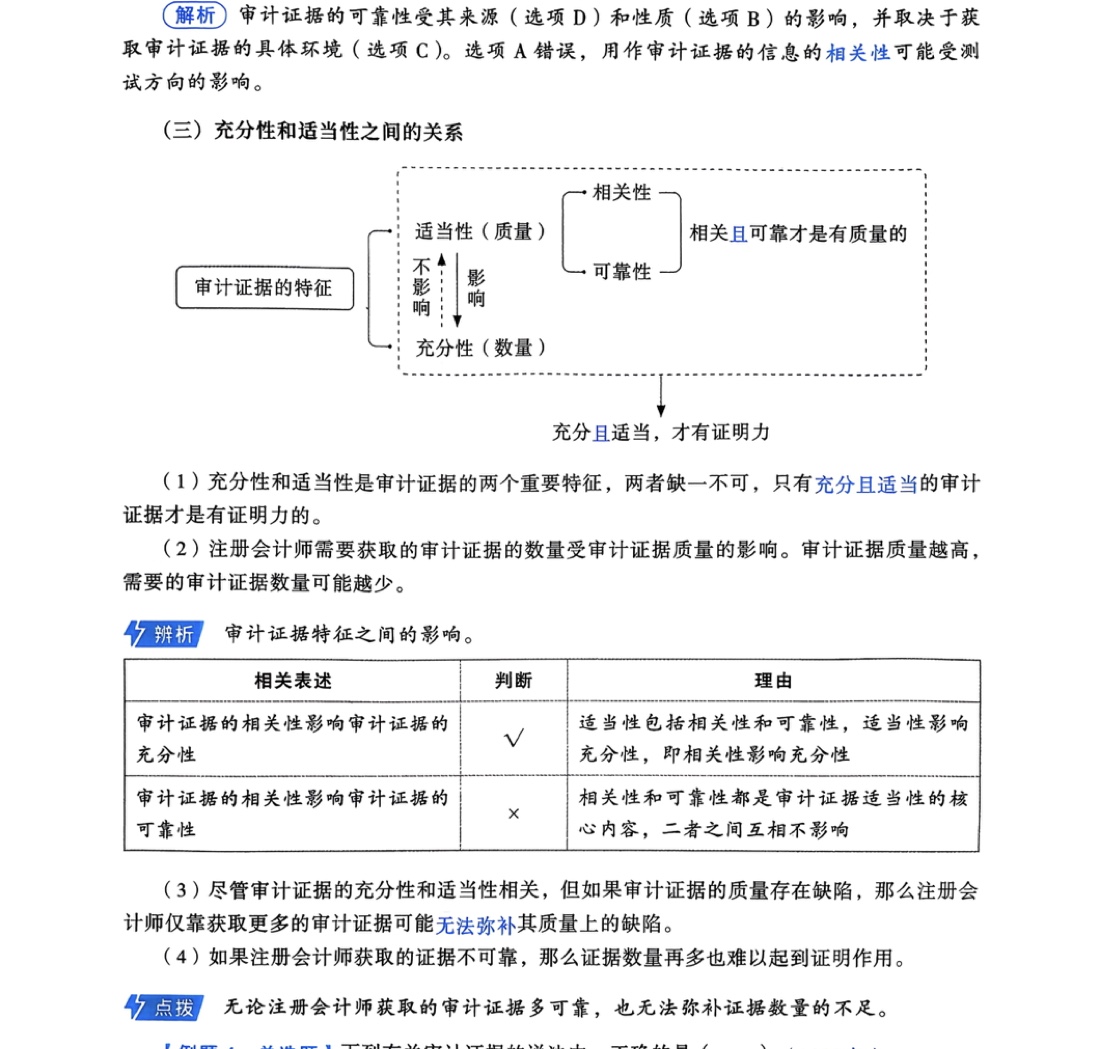 解析 审计证据的可靠性受其来源（选项 D）和性质（选项 B）的影响，并取决于获
取审计证据的具体环境（选项 C）。选项 A 错误，用作审计证据的信息的相关性可能受测
试方向的影响。
（三）充分性和适当性之间的关系
审计证据的特征
适当性（质量）
相关性
可靠性
相关且可靠才是有质量的
不影响
影响
充分性（数量）
充分且适当，才有证明力
（1）充分性和适当性是审计证据的两个重要特征，两者缺一不可，只有充分且适当的审计
证据才是有证明力的。
（2）注册会计师需要获取的审计证据的数量受审计证据质量的影响。审计证据质量越高，
需要的审计证据数量可能越少。
辨析 审计证据特征之间的影响。
相关表述 判断 理由
审计证据的相关性影响审计证据的
充分性
√
适当性包括相关性和可靠性，适当性影响
充分性，即相关性影响充分性
审计证据的相关性影响审计证据的
可靠性
×
相关性和可靠性都是审计证据适当性的核
心内容，二者之间互相不影响
（3）尽管审计证据的充分性和适当性相关，但如果审计证据的质量存在缺陷，那么注册会
计师仅靠获取更多的审计证据可能无法弥补其质量上的缺陷。
（4）如果注册会计师获取的证据不可靠，那么证据数量再多也难以起到证明作用。
点拨 无论注册会计师获取的审计证据多可靠，也无法弥补证据数量的不足。